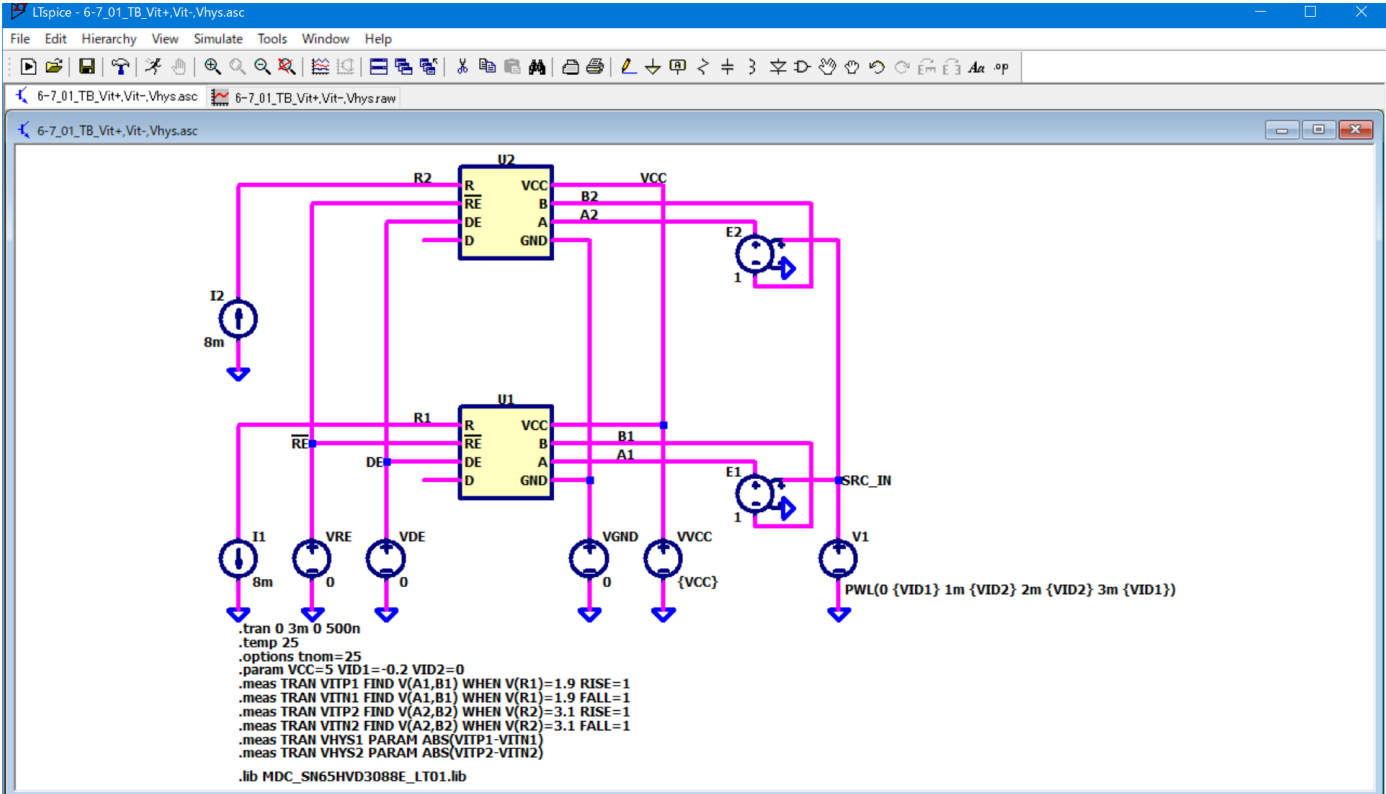 LTspice - 6-7_01_TB_Vit+,Vit-,Vhys.asc
File Edit Hierarchy View Simulate Tools Window Help
6-7_01_TB_Vit+,Vit-,Vhys.asc 6-7_01_TB_Vit+,Vit-,Vhys.raw
6-7_01_TB_Vit+,Vit-,Vhys.asc
U2
R2 R VCC VCC
RE B B2
DE A A2
D GND
E2
1
I2
8m
U1
R1 R VCC
RE RE B B1
DE DE A A1
D GND
E1
1
SRC_IN
I1 VRE VDE VGND VVCC V1
8m 0 0 0 {VCC} PWL(0 {VID1} 1m {VID2} 2m {VID2} 3m {VID1})
.tran 0 3m 0 500n
.temp 25
.options tnom=25
.param VCC=5 VID1=-0.2 VID2=0
.meas TRAN VITP1 FIND V(A1,B1) WHEN V(R1)=1.9 RISE=1
.meas TRAN VITN1 FIND V(A1,B1) WHEN V(R1)=1.9 FALL=1
.meas TRAN VITP2 FIND V(A2,B2) WHEN V(R2)=3.1 RISE=1
.meas TRAN VITN2 FIND V(A2,B2) WHEN V(R2)=3.1 FALL=1
.meas TRAN VHYS1 PARAM ABS(VITP1-VITN1)
.meas TRAN VHYS2 PARAM ABS(VITP2-VITN2)
.lib MDC_SN65HVD3088E_LT01.lib